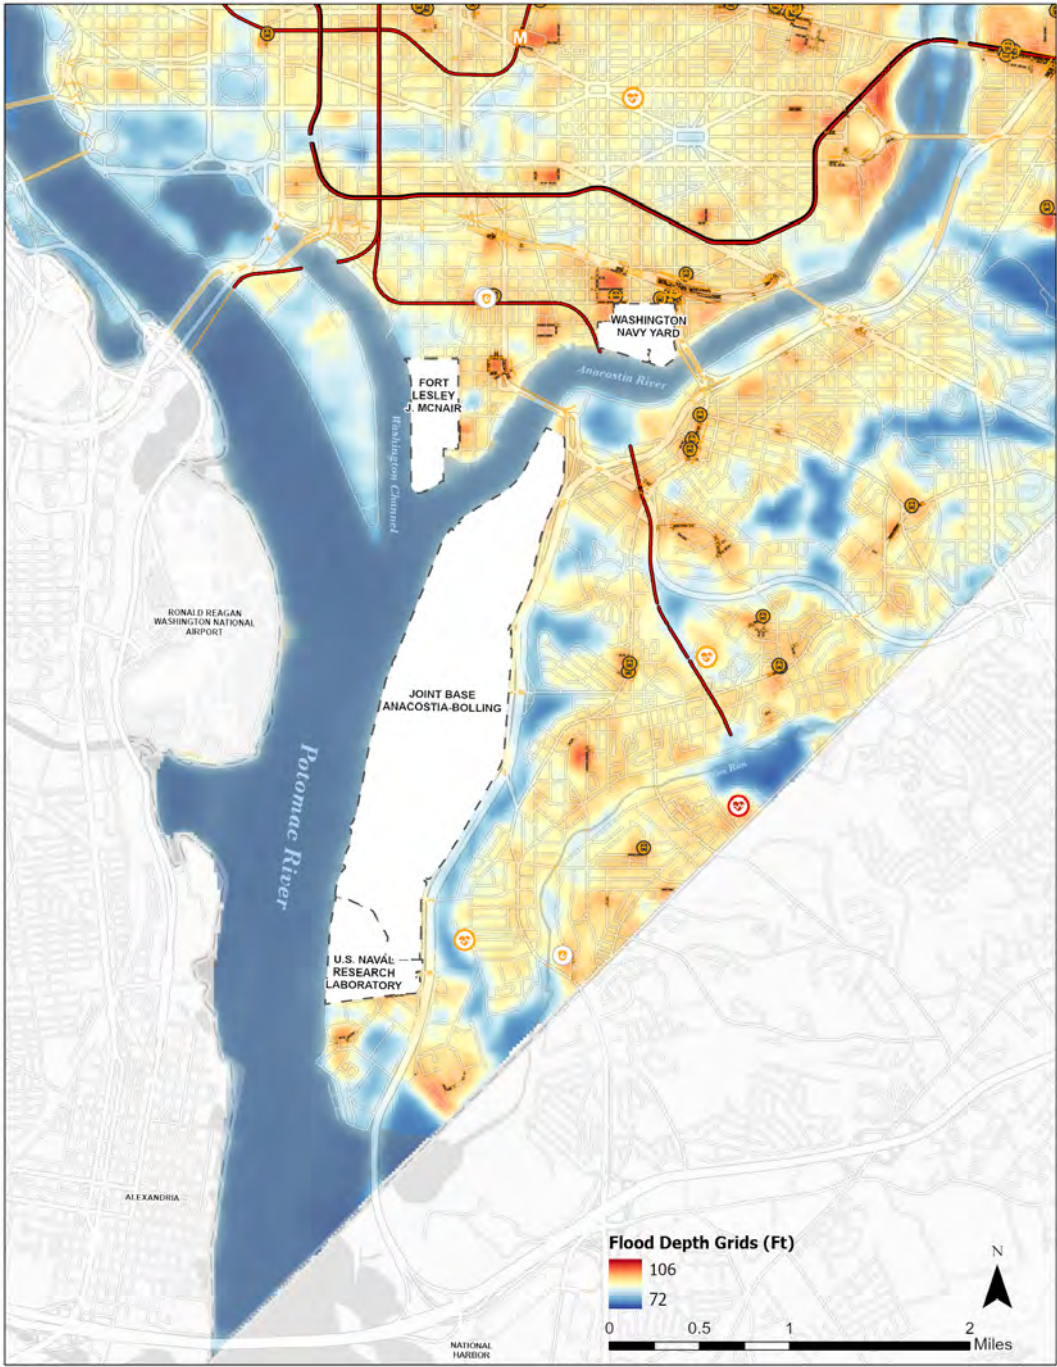 M
WASHINGTON
NAVY YARD
Anacostia River
FORT
LESLEY
J. MCNAIR
Washington Channel
RONALD REAGAN
WASHINGTON NATIONAL
AIRPORT
JOINT BASE
ANACOSTIA-BOLLING
Potomac River
Run
U.S. NAVAL
RESEARCH
LABORATORY
ALEXANDRIA
Flood Depth Grids (Ft)
106
72
N
0 0.5 1 2
Miles
NATIONAL
HARBOR